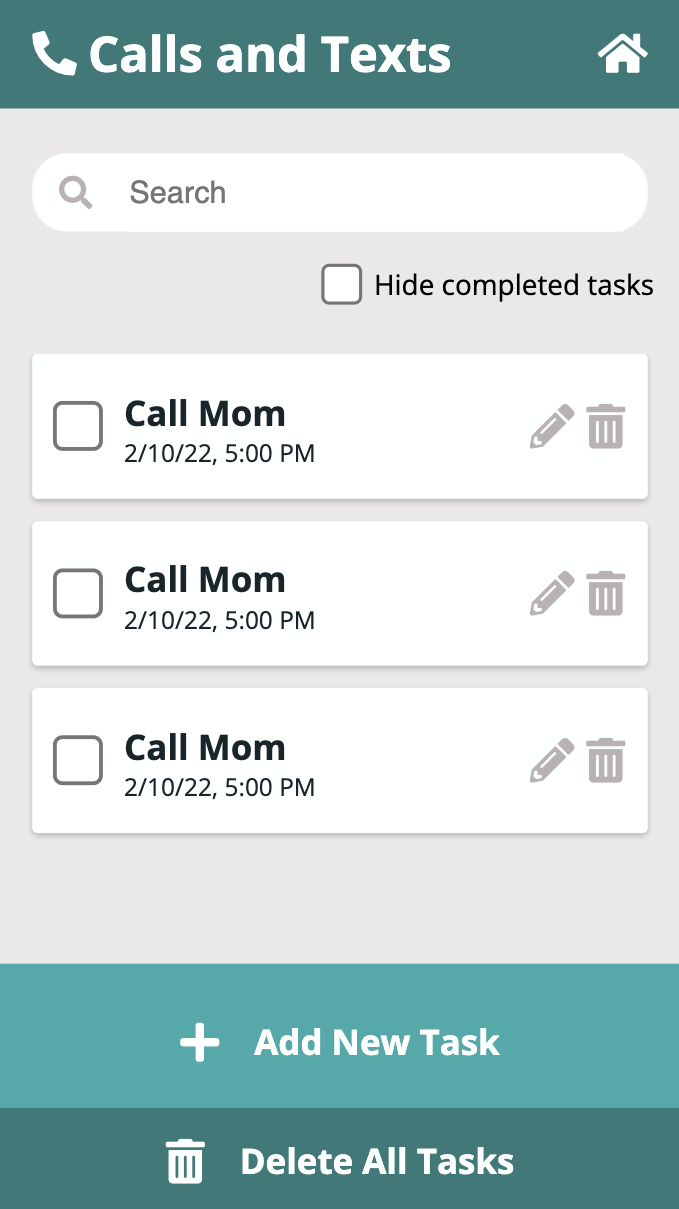 Calls and Texts
Search
Hide completed tasks
Call Mom
2/10/22, 5:00 PM
Call Mom
2/10/22, 5:00 PM
Call Mom
2/10/22, 5:00 PM
Add New Task
Delete All Tasks